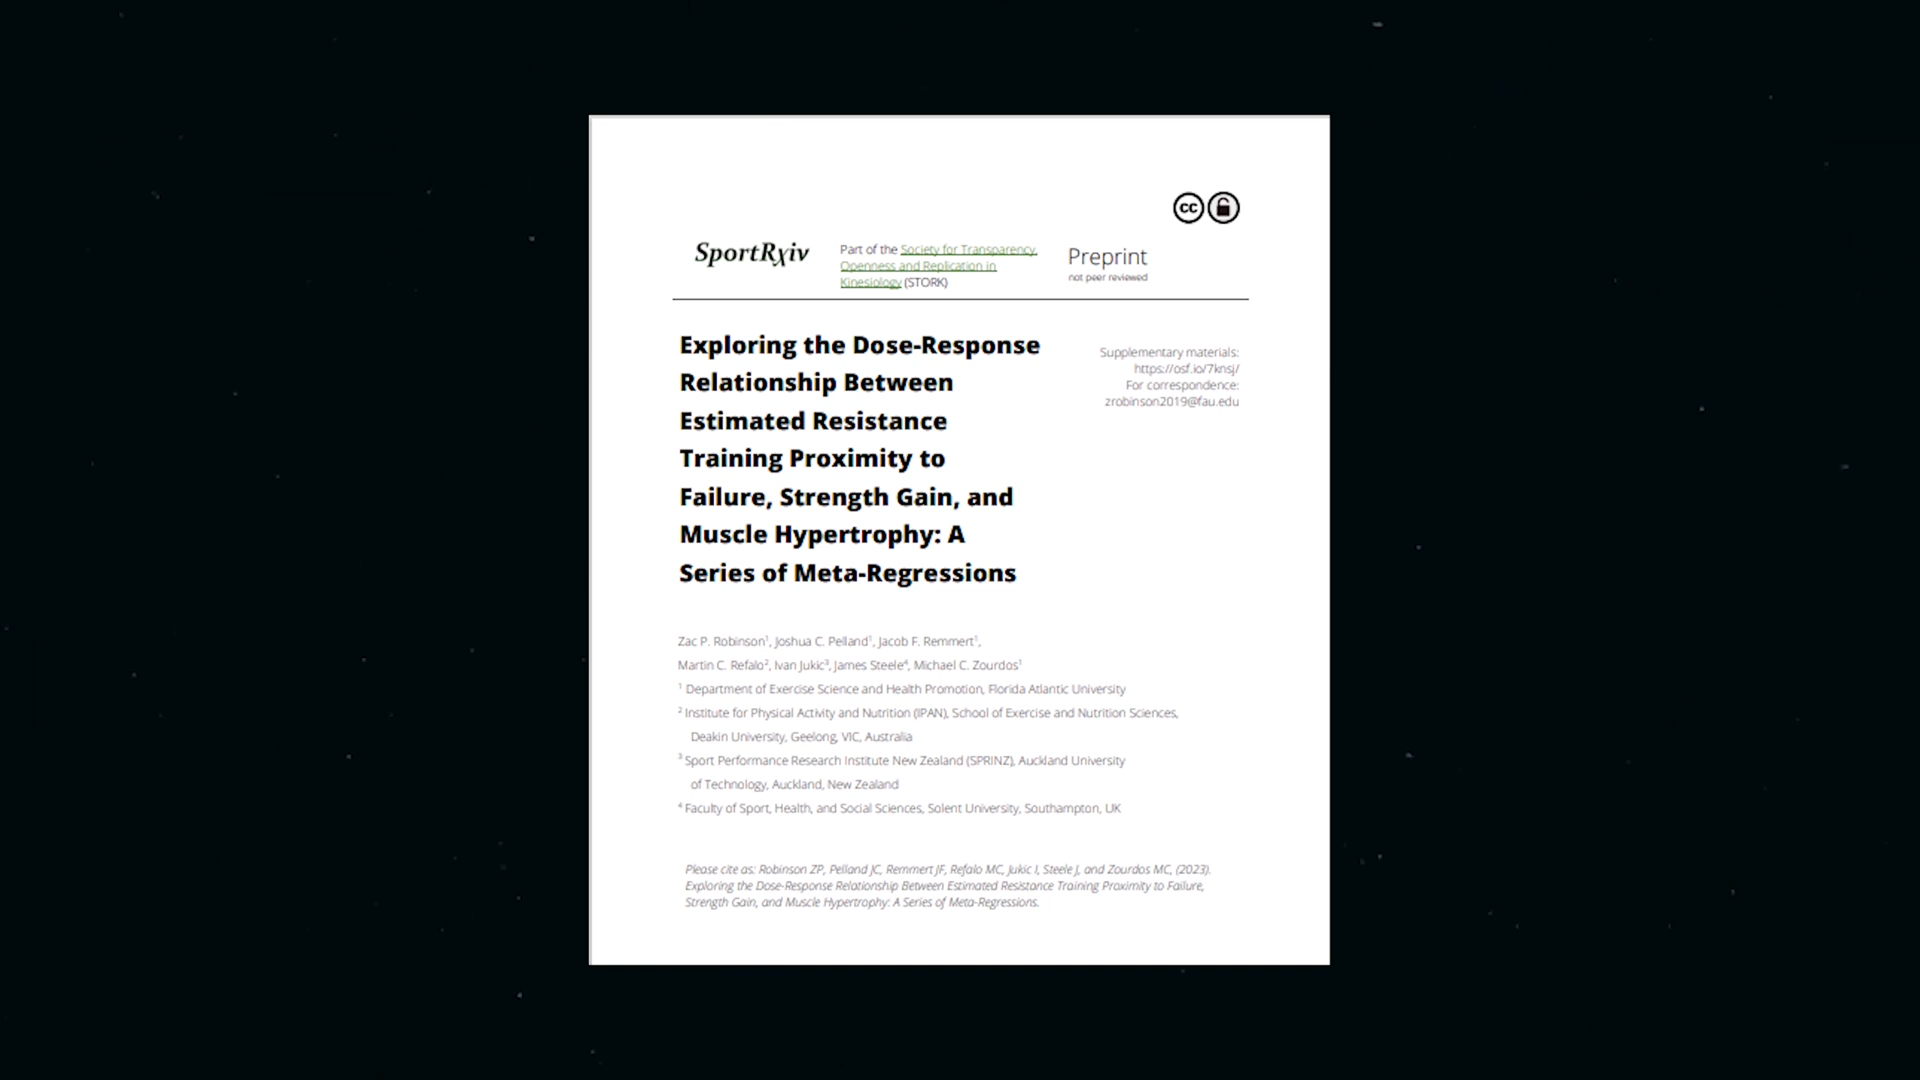 cc
SportRχiv
Part of the Society for Transparency,
Openness and Replication in
Kinesiology (STORK)
Preprint
not peer reviewed
Exploring the Dose-Response
Relationship Between
Estimated Resistance
Training Proximity to
Failure, Strength Gain, and
Muscle Hypertrophy: A
Series of Meta-Regressions
Supplementary materials:
https://osf.io/7knsj/
For correspondence:
zrobinson2019@fau.edu
Zac P. Robinson¹, Joshua C. Pelland¹, Jacob F. Remmert¹,
Martin C. Refalo², Ivan Jukic³, James Steele⁴, Michael C. Zourdos¹
¹ Department of Exercise Science and Health Promotion, Florida Atlantic University
² Institute for Physical Activity and Nutrition (IPAN), School of Exercise and Nutrition Sciences,
Deakin University, Geelong, VIC, Australia
³ Sport Performance Research Institute New Zealand (SPRINZ), Auckland University
of Technology, Auckland, New Zealand
⁴ Faculty of Sport, Health, and Social Sciences, Solent University, Southampton, UK
Please cite as: Robinson ZP, Pelland JC, Remmert JF, Refalo MC, Jukic I, Steele J, and Zourdos MC, (2023).
Exploring the Dose-Response Relationship Between Estimated Resistance Training Proximity to Failure,
Strength Gain, and Muscle Hypertrophy: A Series of Meta-Regressions.